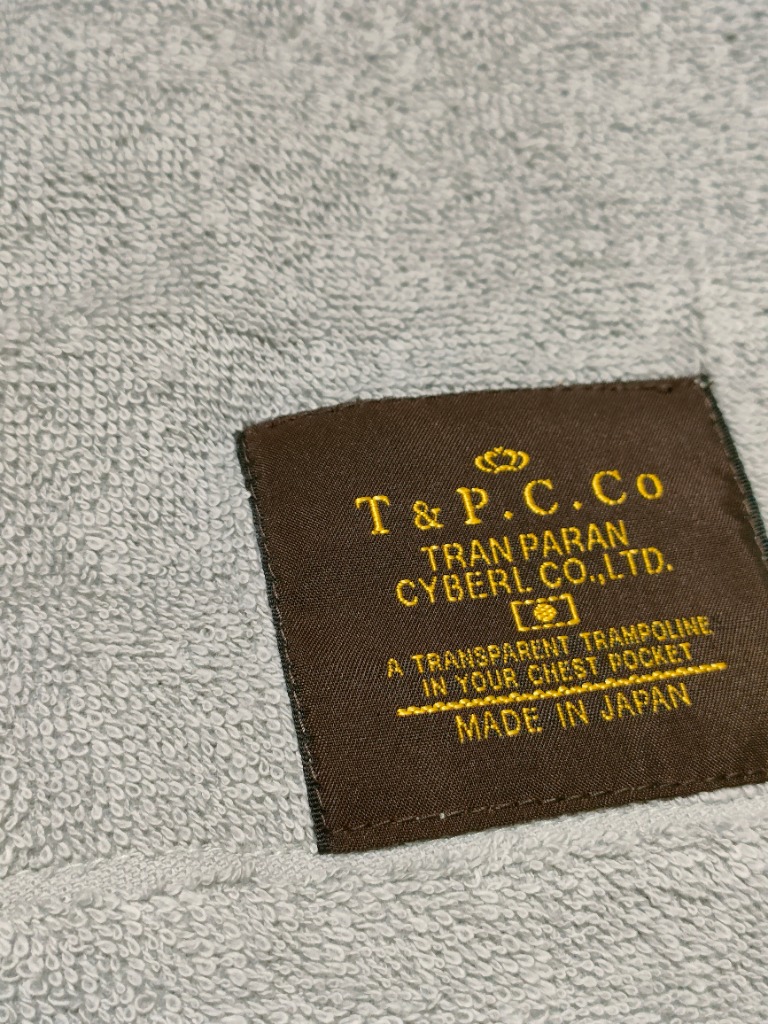 T & P.C.Co
TRAN PARAN
CYBERL CO.,LTD.
A TRANSPARENT TRAMPOLINE
IN YOUR CHEST POCKET
MADE IN JAPAN